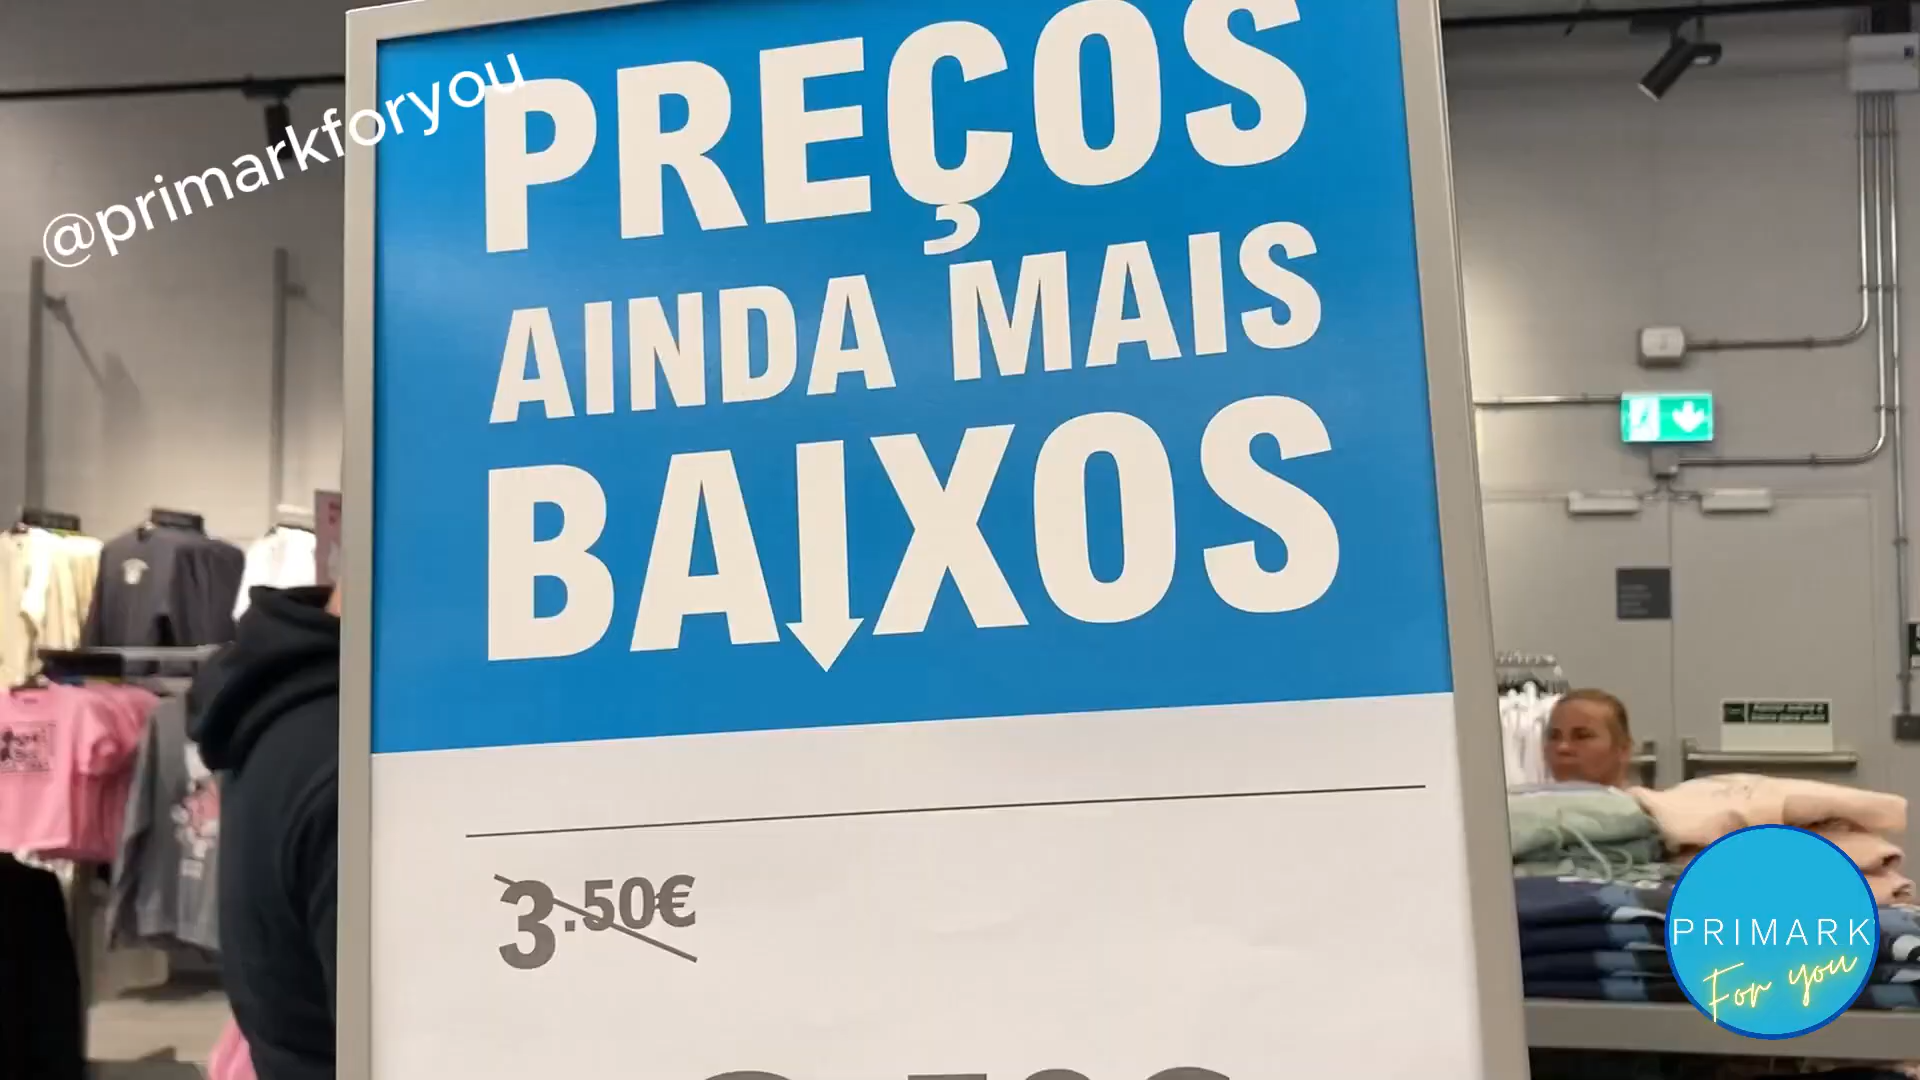 @primarkforyou
PREÇOS
AINDA MAIS
BAIXOS
3.50€
PRIMARK
For you